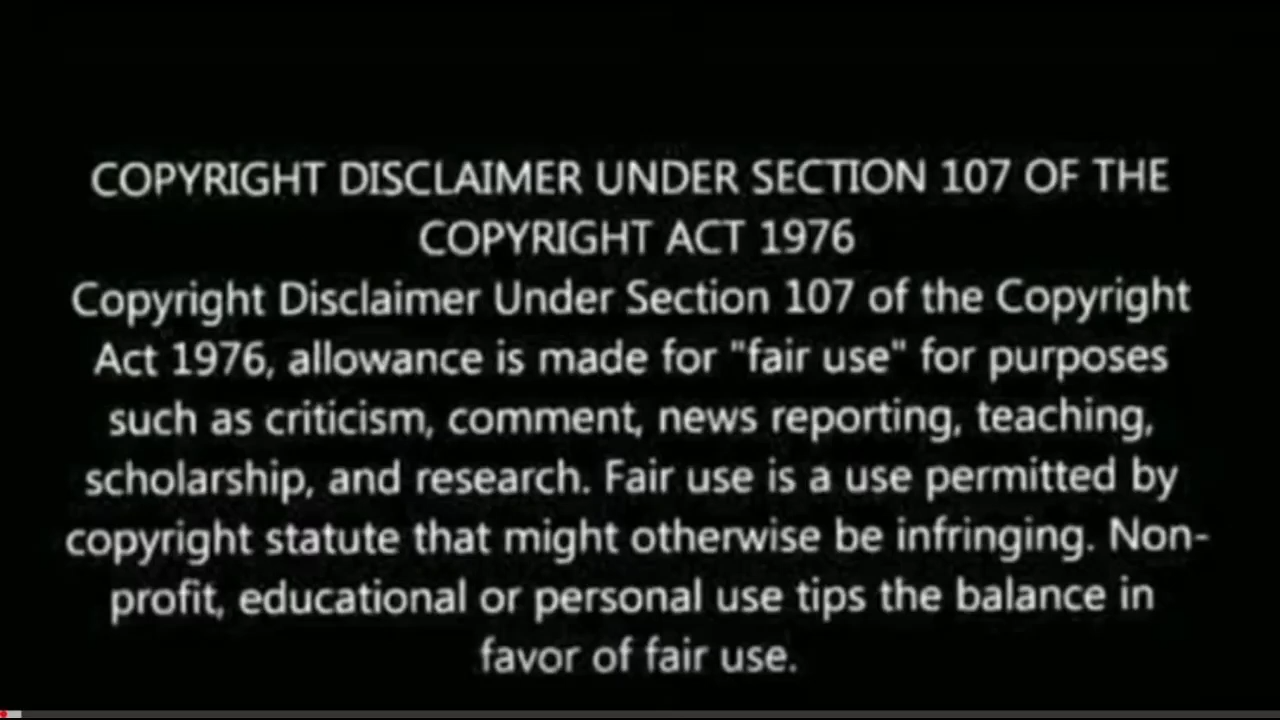 COPYRIGHT DISCLAIMER UNDER SECTION 107 OF THE
COPYRIGHT ACT 1976
Copyright Disclaimer Under Section 107 of the Copyright
Act 1976, allowance is made for "fair use" for purposes
such as criticism, comment, news reporting, teaching,
scholarship, and research. Fair use is a use permitted by
copyright statute that might otherwise be infringing. Non-
profit, educational or personal use tips the balance in
favor of fair use.